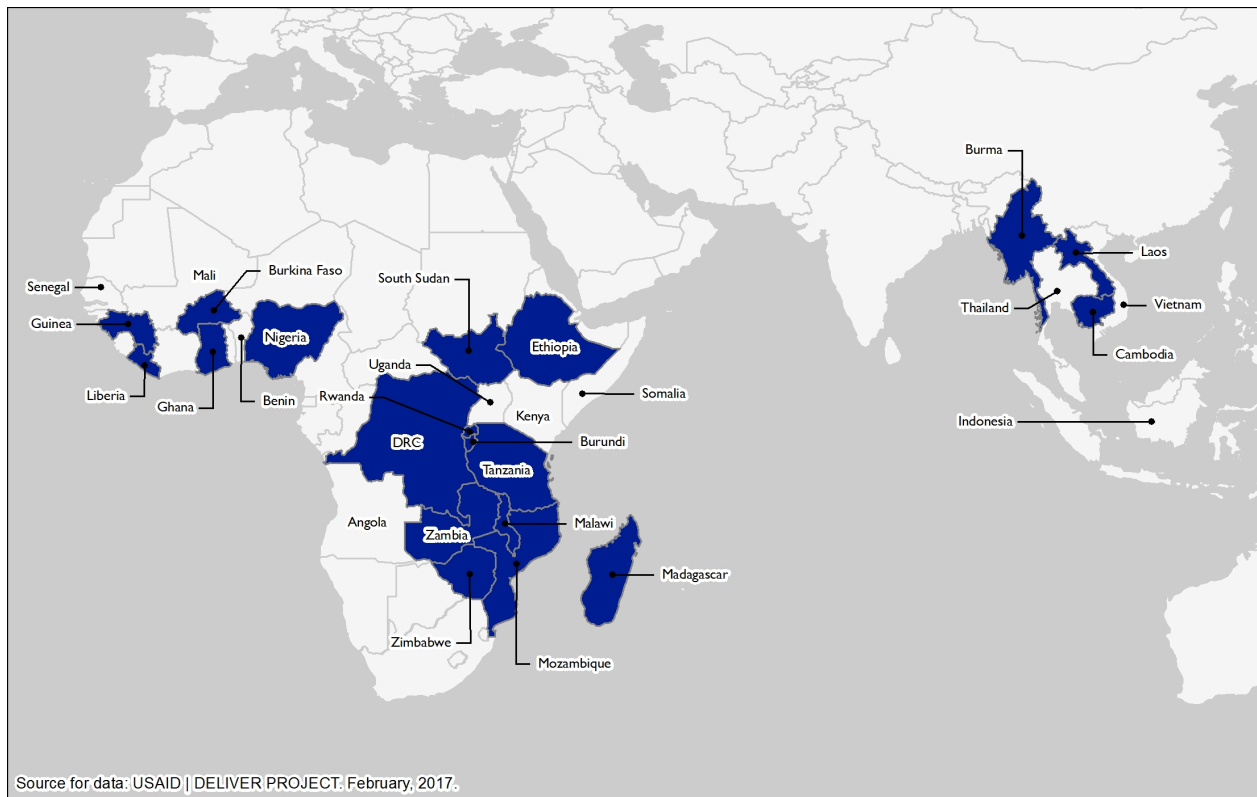 Burma
Laos
Thailand
Vietnam
Cambodia
Indonesia
Senegal
Mali
Burkina Faso
South Sudan
Guinea
Nigeria
Ethiopia
Uganda
Liberia
Ghana
Benin
Rwanda
Kenya
Somalia
DRC
Burundi
Tanzania
Angola
Zambia
Malawi
Madagascar
Zimbabwe
Mozambique
Source for data: USAID | DELIVER PROJECT. February, 2017.